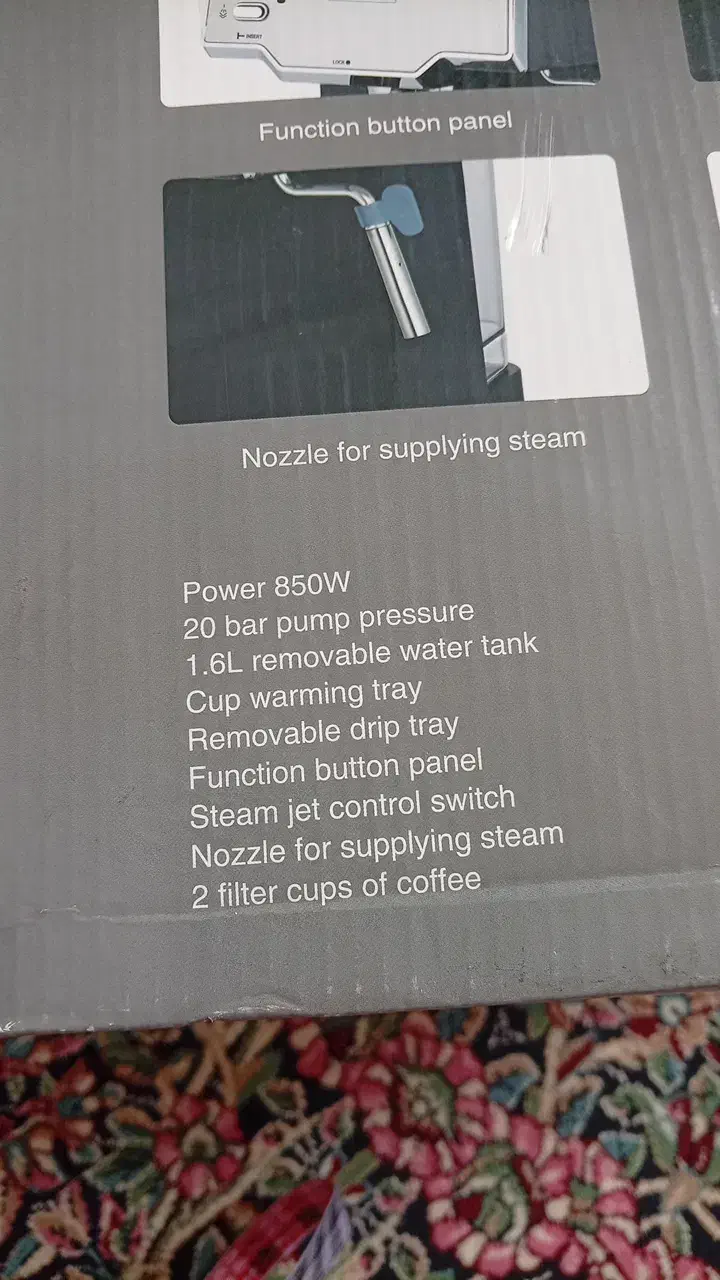 INSERT
LOCK
Function button panel
Nozzle for supplying steam
Power 850W
20 bar pump pressure
1.6L removable water tank
Cup warming tray
Removable drip tray
Function button panel
Steam jet control switch
Nozzle for supplying steam
2 filter cups of coffee